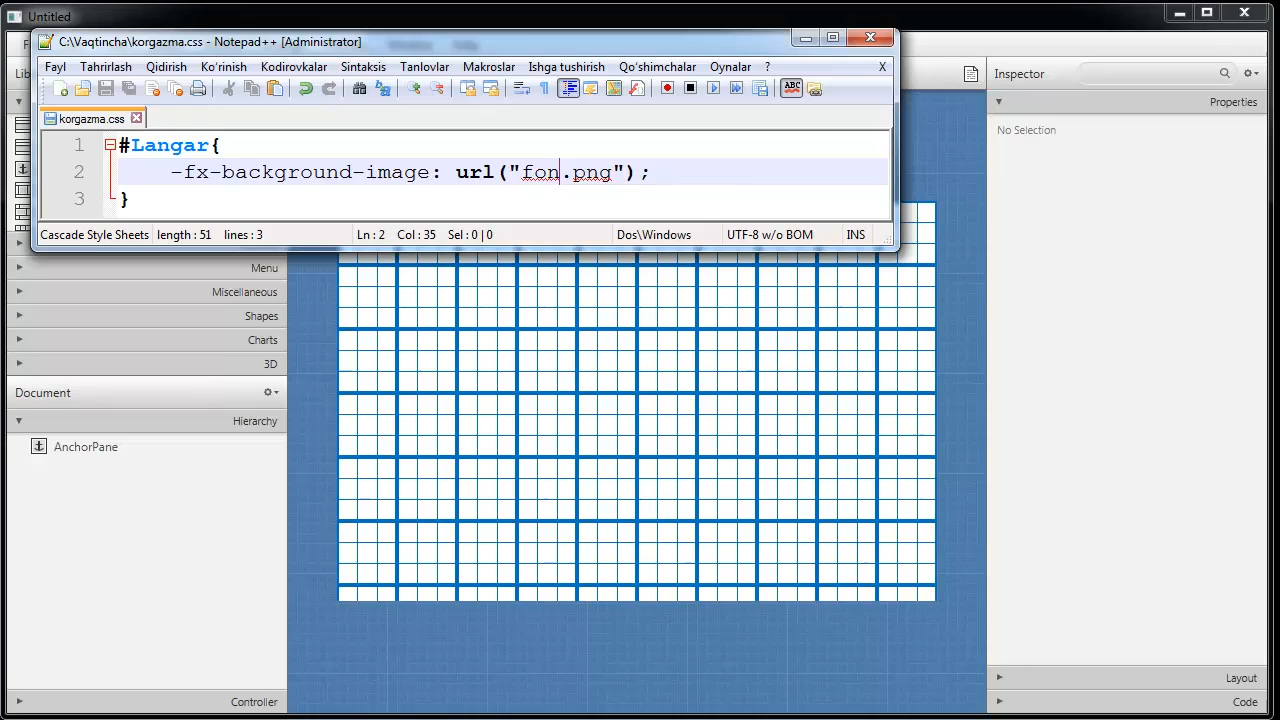 Untitled
C:\Vaqtincha\korgazma.css - Notepad++ [Administrator]
Fayl Tahrirlash Qidirish Ko'rinish Kodirovkalar Sintaksis Tanlovlar Makroslar Ishga tushirish Qo'shimchalar Oynalar ? X
korgazma.css
1 #Langar{
2 -fx-background-image: url("fon.png");
3 }
Cascade Style Sheets length : 51 lines : 3 Ln : 2 Col : 35 Sel : 0 | 0 Dos\Windows UTF-8 w/o BOM INS
Menu
Miscellaneous
Shapes
Charts
3D
Document
Hierarchy
AnchorPane
Controller
Inspector
Properties
No Selection
Layout
Code